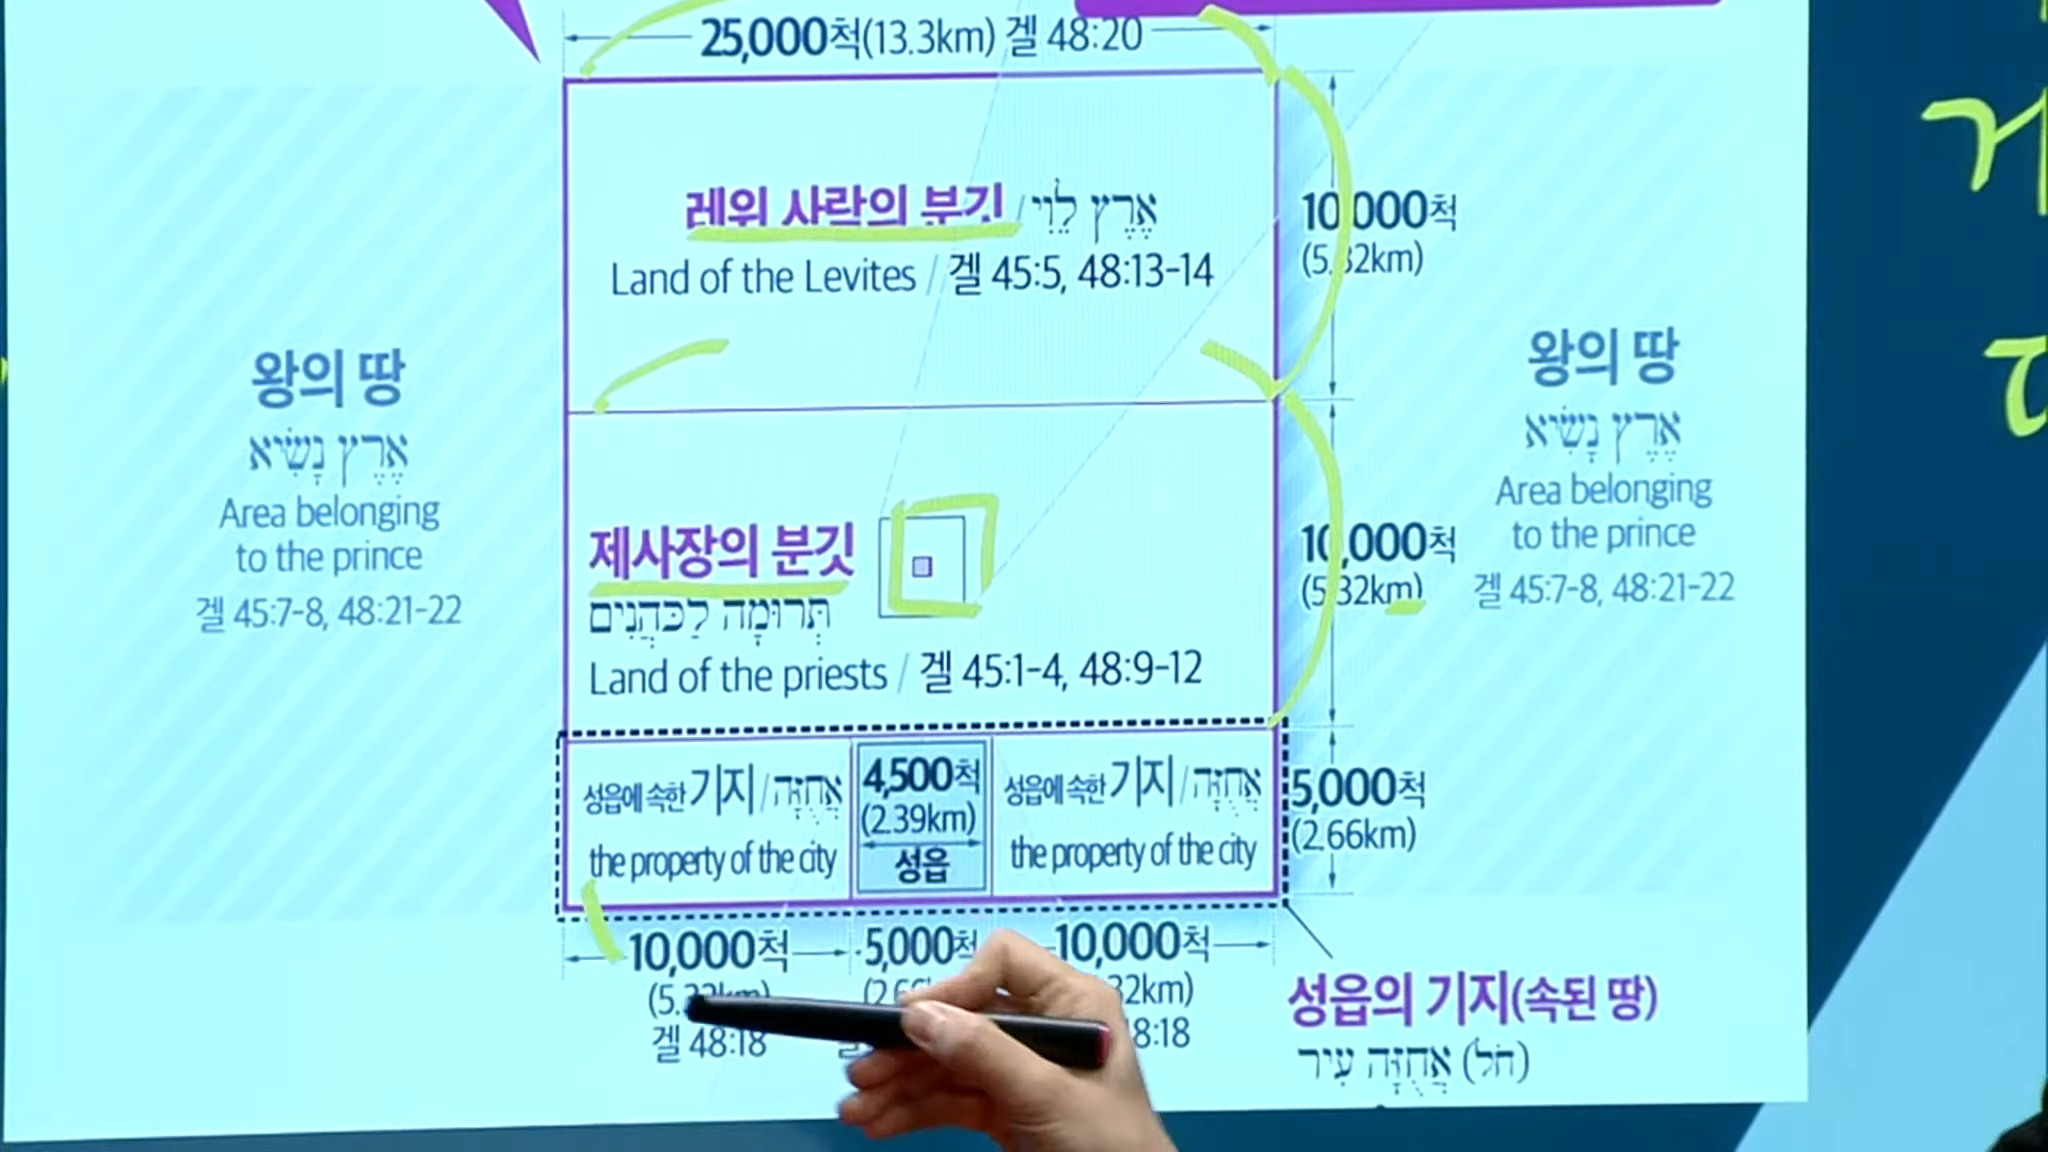 25,000척(13.3km) 겔 48:20
레위 사람의 분깃 / אֶרֶץ לֵוִי
Land of the Levites / 겔 45:5, 48:13-14
10,000척
(5.32km)
왕의 땅
אֶרֶץ נָשִׂיא
Area belonging
to the prince
겔 45:7-8, 48:21-22
제사장의 분깃
תְּרוּמָה לַכֹּהֲנִים
Land of the priests / 겔 45:1-4, 48:9-12
10,000척
(5.32km)
왕의 땅
אֶרֶץ נָשִׂיא
Area belonging
to the prince
겔 45:7-8, 48:21-22
성읍에 속한 기지 / אֲחֻזָּה
the property of the city
4,500척
(2.39km)
성읍
성읍에 속한 기지 / אֲחֻזָּה
the property of the city
5,000척
(2.66km)
10,000척
겔 48:18
5,000척
10,000척
성읍의 기지(속된 땅)
אֲחֻזָּה עִיר (חֹל)